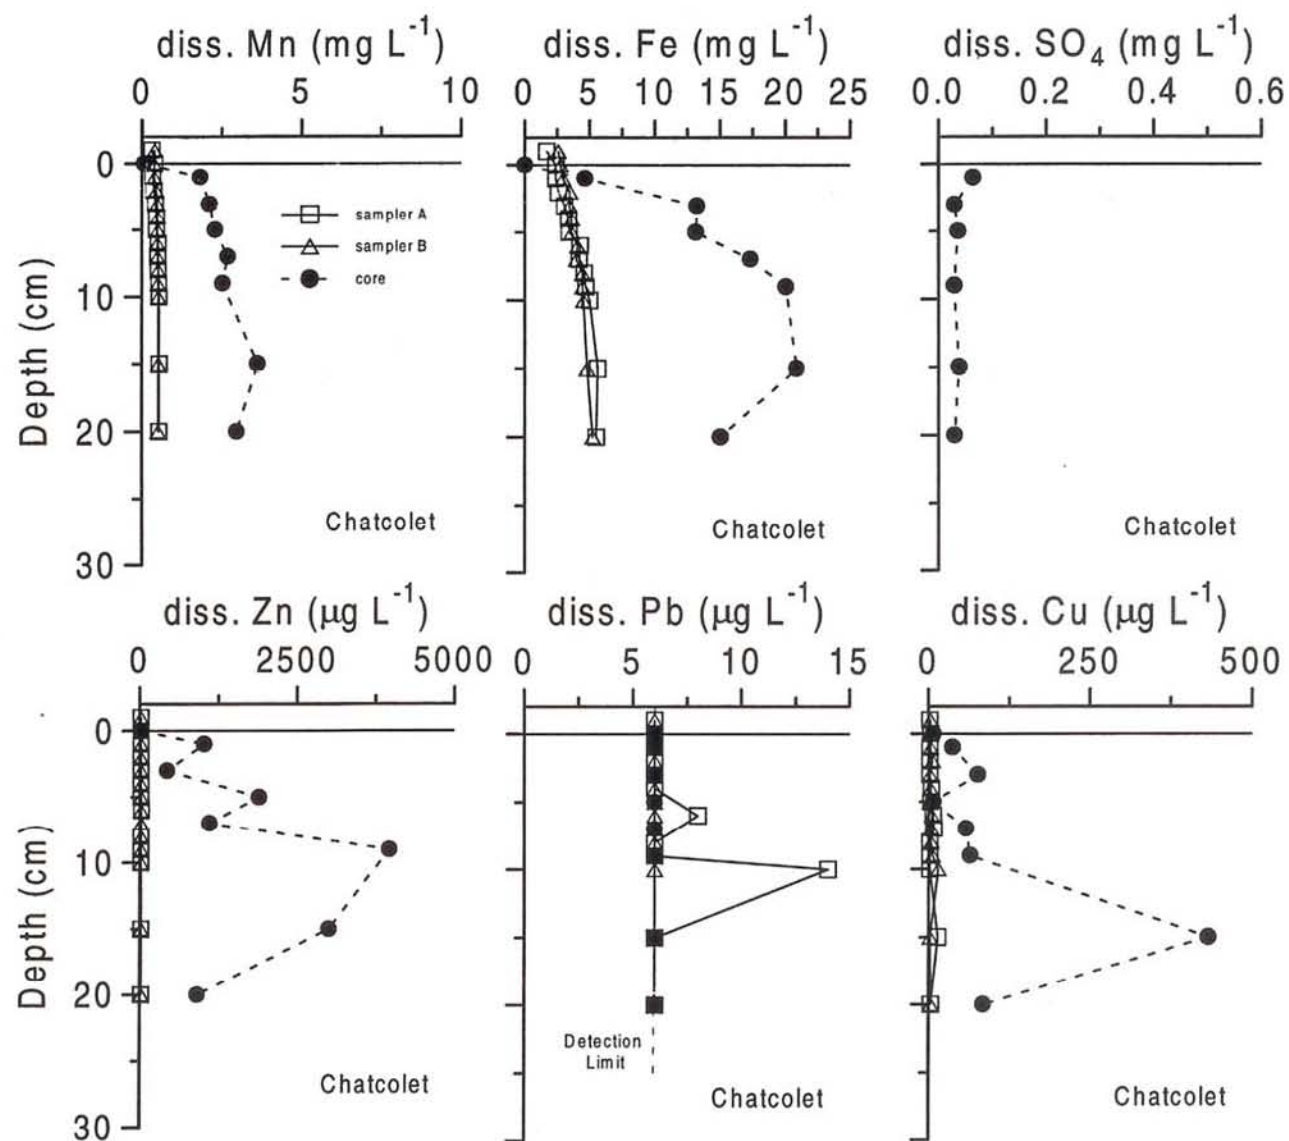 diss. Mn (mg L⁻¹) diss. Fe (mg L⁻¹) diss. SO₄ (mg L⁻¹)
0 5 10 0 5 10 15 20 25 0.0 0.2 0.4 0.6
Depth (cm)
0
10
20
30
sampler A
sampler B
core
Chatcolet Chatcolet Chatcolet
diss. Zn (μg L⁻¹) diss. Pb (μg L⁻¹) diss. Cu (μg L⁻¹)
0 2500 5000 0 5 10 15 0 250 500
Depth (cm)
0
10
20
30
Detection
Limit
Chatcolet Chatcolet Chatcolet